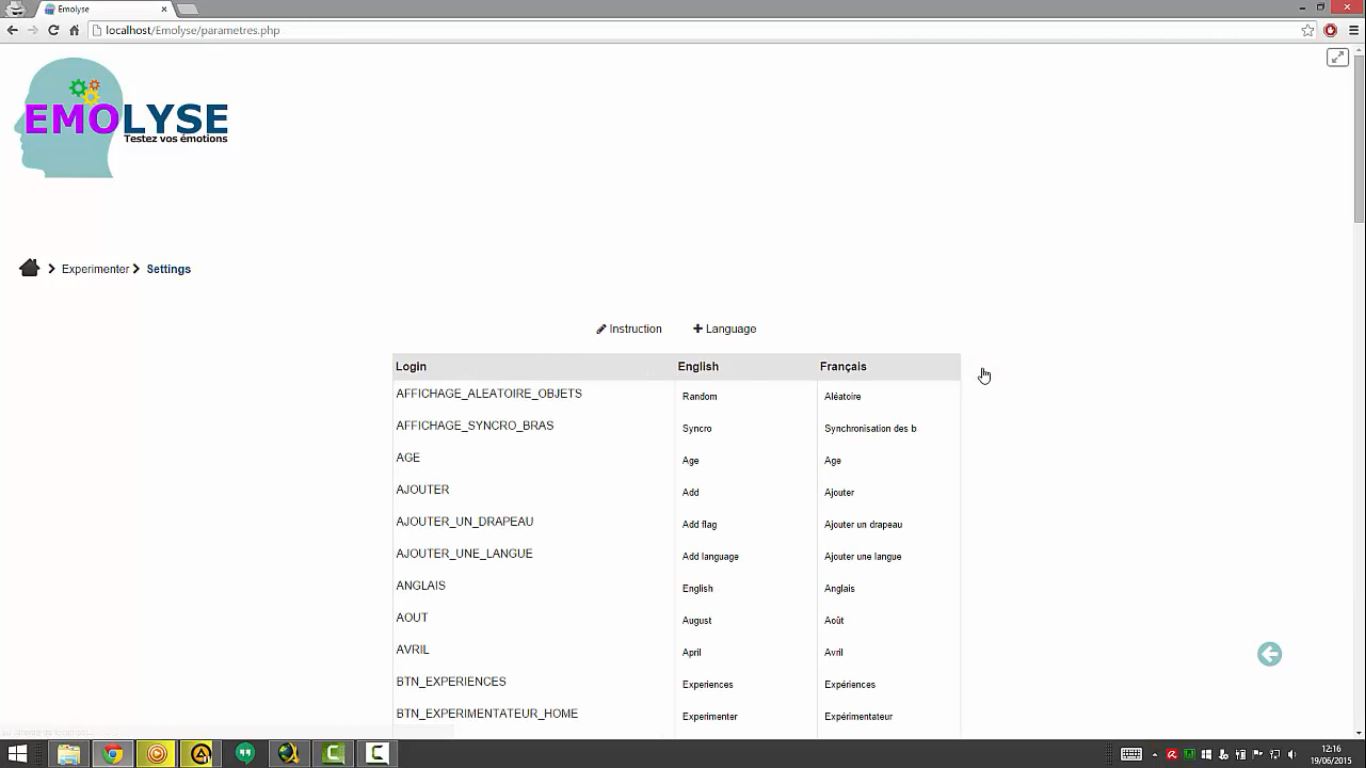 Emolyse
localhost/Emolyse/parametres.php
EMOLYSE
Testez vos émotions
Experimenter Settings
Instruction + Language
Login English Français
AFFICHAGE_ALEATOIRE_OBJETS Random Aléatoire
AFFICHAGE_SYNCRO_BRAS Syncro Synchronisation des b
AGE Age Age
AJOUTER Add Ajouter
AJOUTER_UN_DRAPEAU Add flag Ajouter un drapeau
AJOUTER_UNE_LANGUE Add language Ajouter une langue
ANGLAIS English Anglais
AOUT August Août
AVRIL April Avril
BTN_EXPERIENCES Experiences Expériences
BTN_EXPERIMENTATEUR_HOME Experimenter Expérimentateur
12:16
19/06/2015